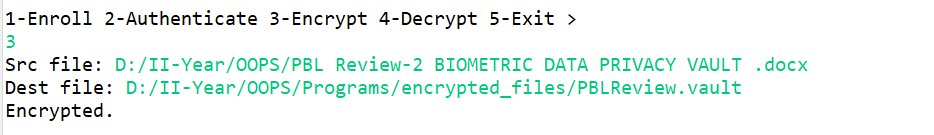 1-Enroll 2-Authenticate 3-Encrypt 4-Decrypt 5-Exit >
3
Src file: D:/II-Year/OOPS/PBL Review-2 BIOMETRIC DATA PRIVACY VAULT .docx
Dest file: D:/II-Year/OOPS/Programs/encrypted_files/PBLReview.vault
Encrypted.